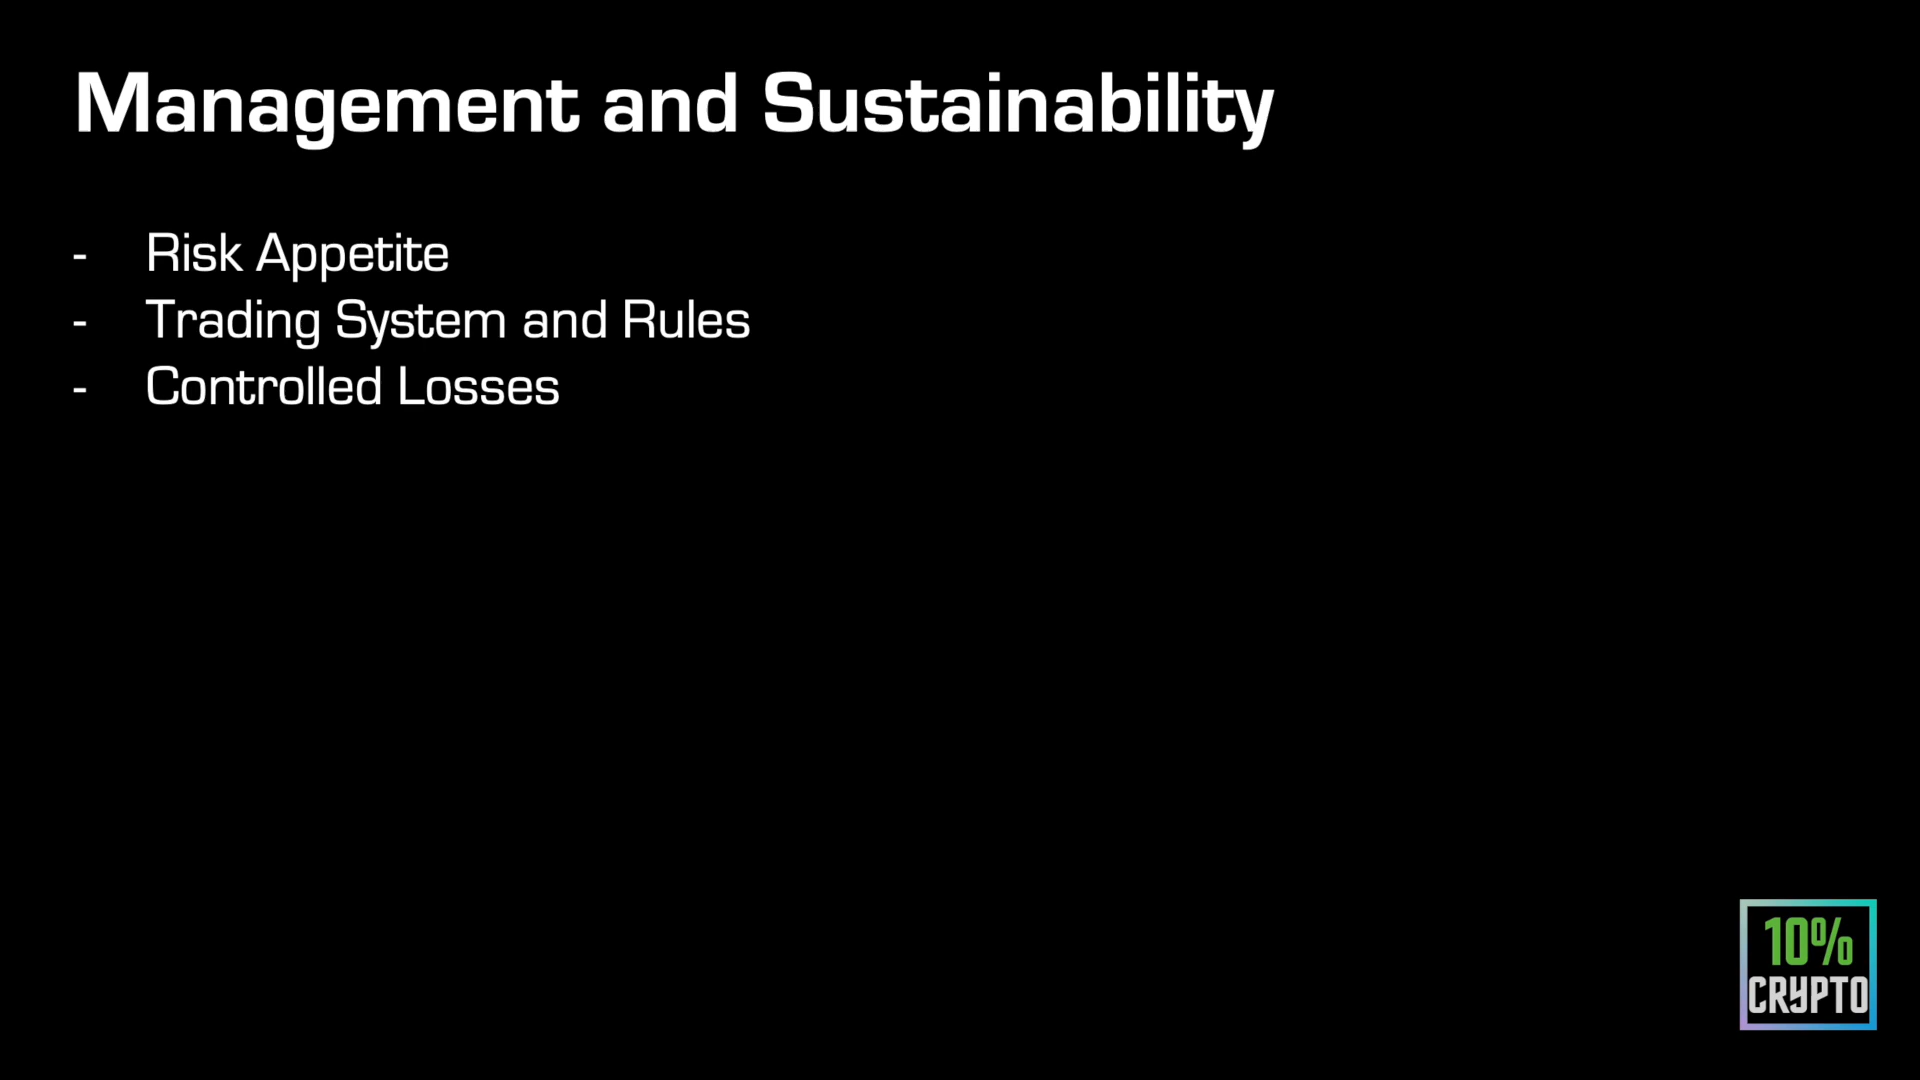 Management and Sustainability
- Risk Appetite
- Trading System and Rules
- Controlled Losses
10%
CRYPTO